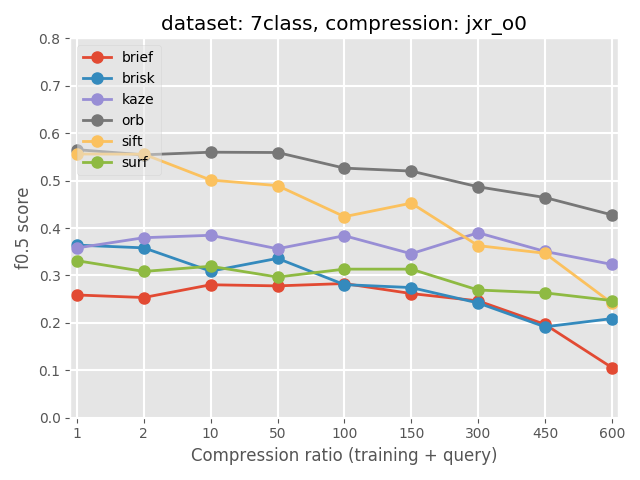 dataset: 7class, compression: jxr_o0
f0.5 score
0.8
0.7
0.6
0.5
0.4
0.3
0.2
0.1
0.0
brief
brisk
kaze
orb
sift
surf
1 2 10 50 100 150 300 450 600
Compression ratio (training + query)